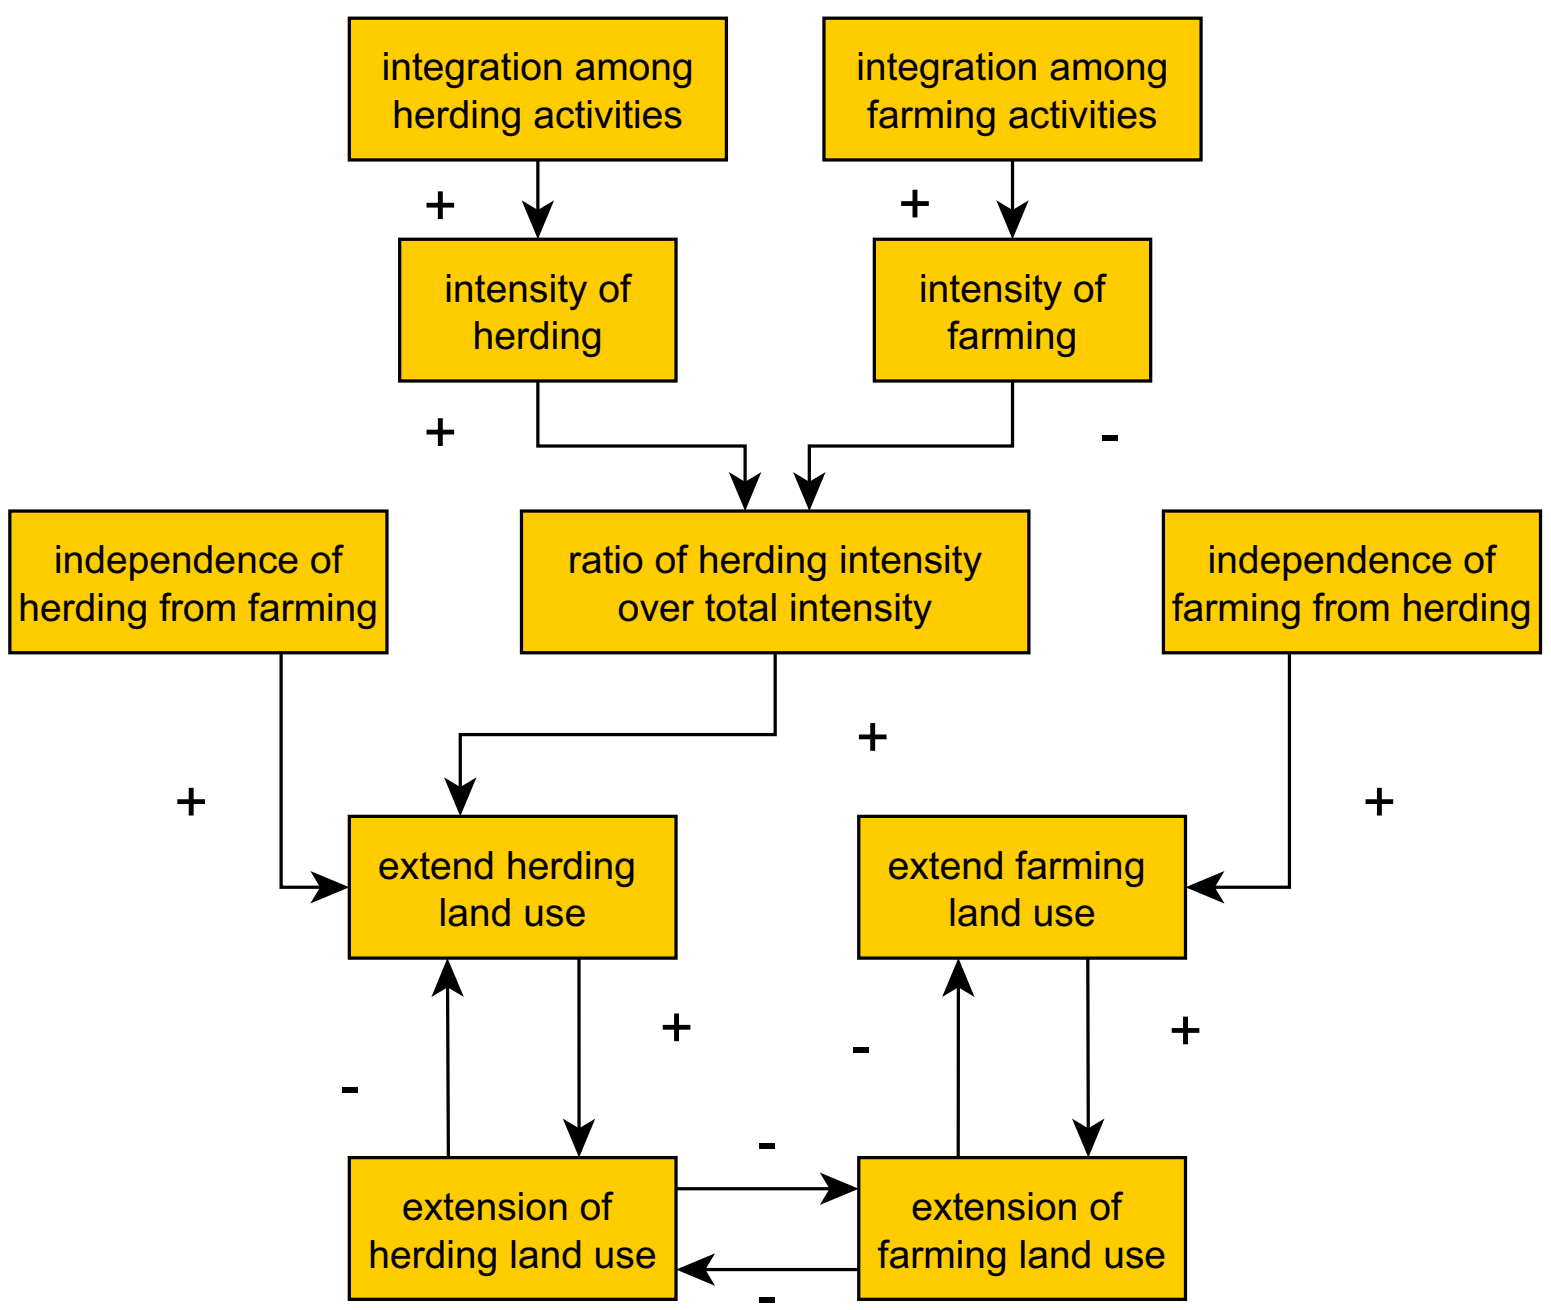 integration among
herding activities
integration among
farming activities
+
+
intensity of
herding
intensity of
farming
+
-
independence of
herding from farming
ratio of herding intensity
over total intensity
independence of
farming from herding
+
+
+
extend herding
land use
extend farming
land use
-
+
-
+
-
extension of
herding land use
extension of
farming land use
-